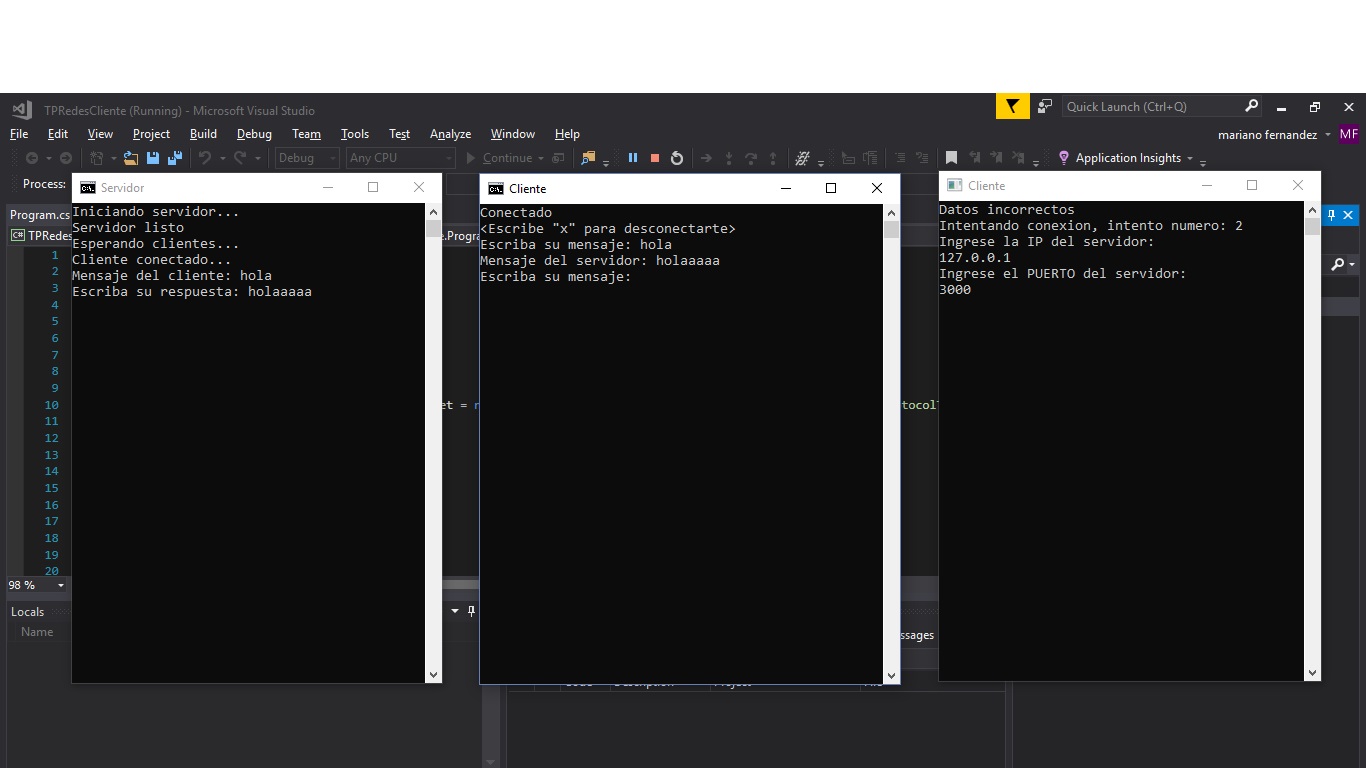 TPRedesCliente (Running) - Microsoft Visual Studio
Quick Launch (Ctrl+Q)
File Edit View Project Build Debug Team Tools Test Analyze Window Help
mariano fernandez MF
Debug Any CPU Continue Application Insights
Process:
Program.cs
TPRedes
e.Progra
1
2
3
4
5
6
7
8
9
10
11
12
13
14
15
16
17
18
19
20
et =
98 %
Locals
Name
Servidor
Iniciando servidor...
Servidor listo
Esperando clientes...
Cliente conectado...
Mensaje del cliente: hola
Escriba su respuesta: holaaaaa
Cliente
Conectado
<Escribe "x" para desconectarte>
Escriba su mensaje: hola
Mensaje del servidor: holaaaaa
Escriba su mensaje:
Cliente
Datos incorrectos
Intentando conexion, intento numero: 2
Ingrese la IP del servidor:
127.0.0.1
Ingrese el PUERTO del servidor:
3000
ssages